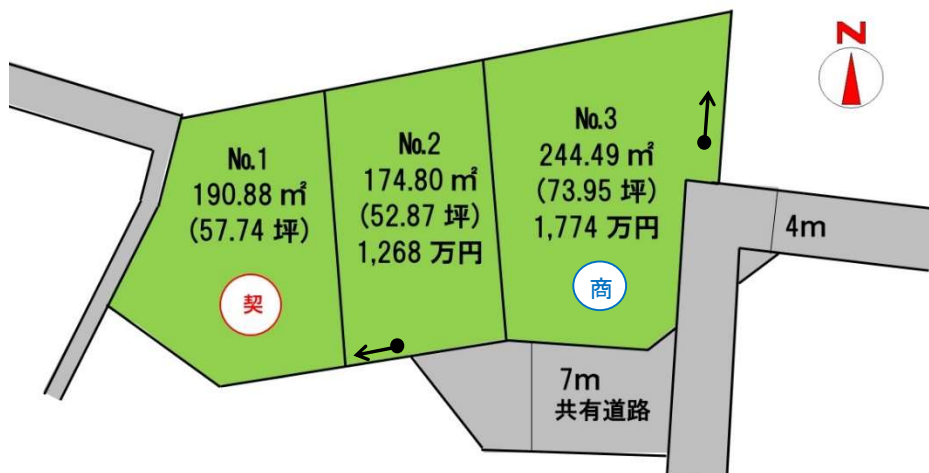 N
No.1
190.88 ㎡
(57.74 坪)
契
No.2
174.80 ㎡
(52.87 坪)
1,268 万円
No.3
244.49 ㎡
(73.95 坪)
1,774 万円
商
4m
7m
共有道路